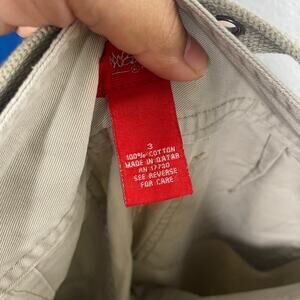 3
100% COTTON
MADE IN QATAR
RN 17730
SEE REVERSE
FOR CARE